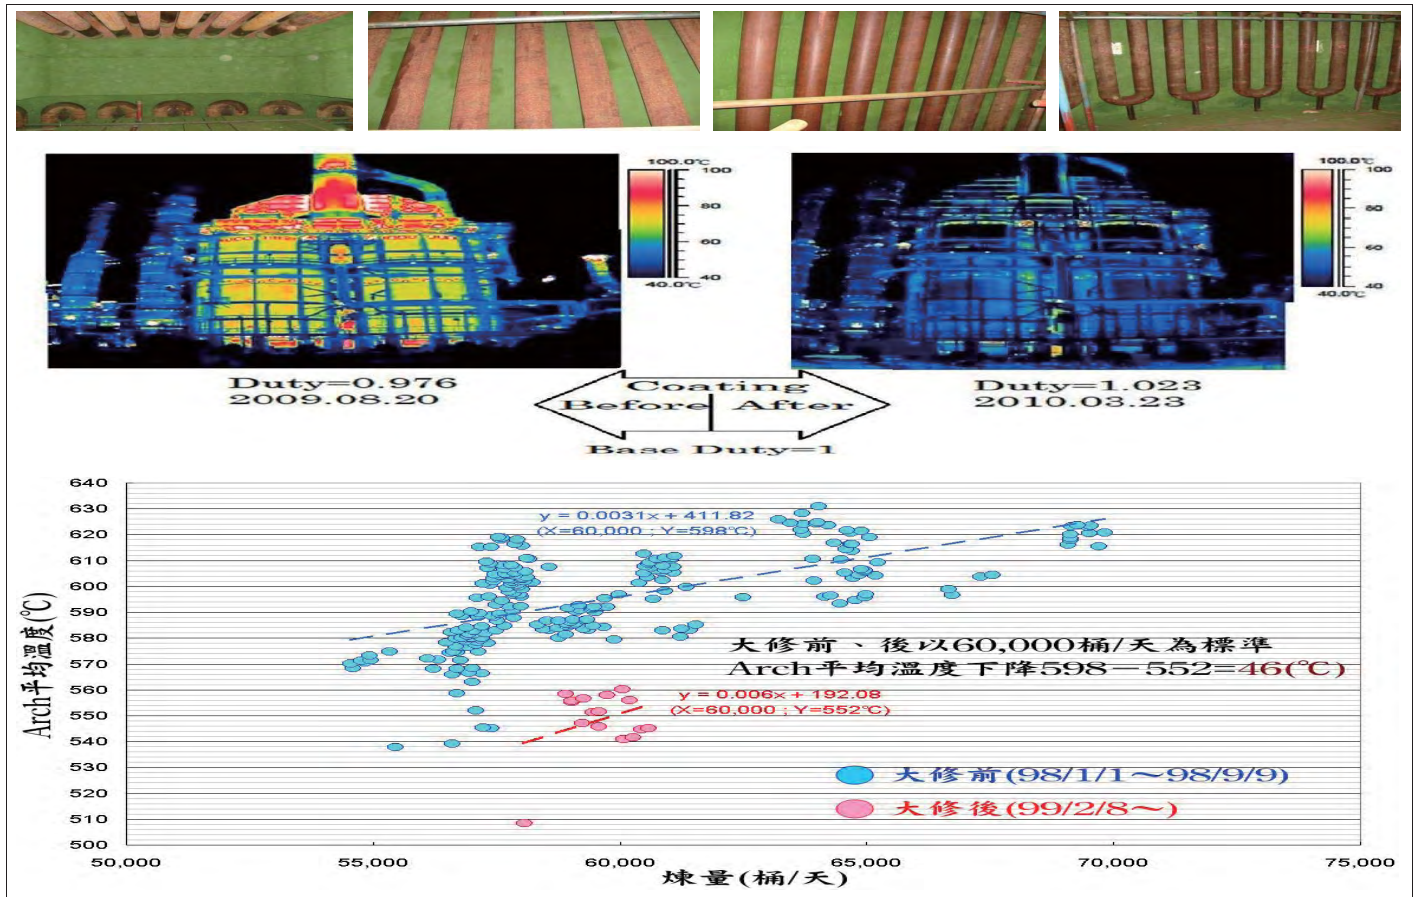 100.0℃
100
80
60
40
40.0℃
100.0℃
100
80
60
40
40.0℃
Duty=0.976
2009.08.20
Coating
Before After
Base Duty=1
Duty=1.023
2010.03.23
Arch平均溫度(℃)
640
630
620
610
600
590
580
570
560
550
540
530
520
510
500
y = 0.0031x + 411.82
(X=60,000 ; Y=598℃)
大修前、後以60,000桶/天為標準
Arch平均溫度下降598－552=46(℃)
y = 0.006x + 192.08
(X=60,000 ; Y=552℃)
大修前(98/1/1～98/9/9)
大修後(99/2/8～)
50,000 55,000 60,000 65,000 70,000 75,000
煉量(桶/天)